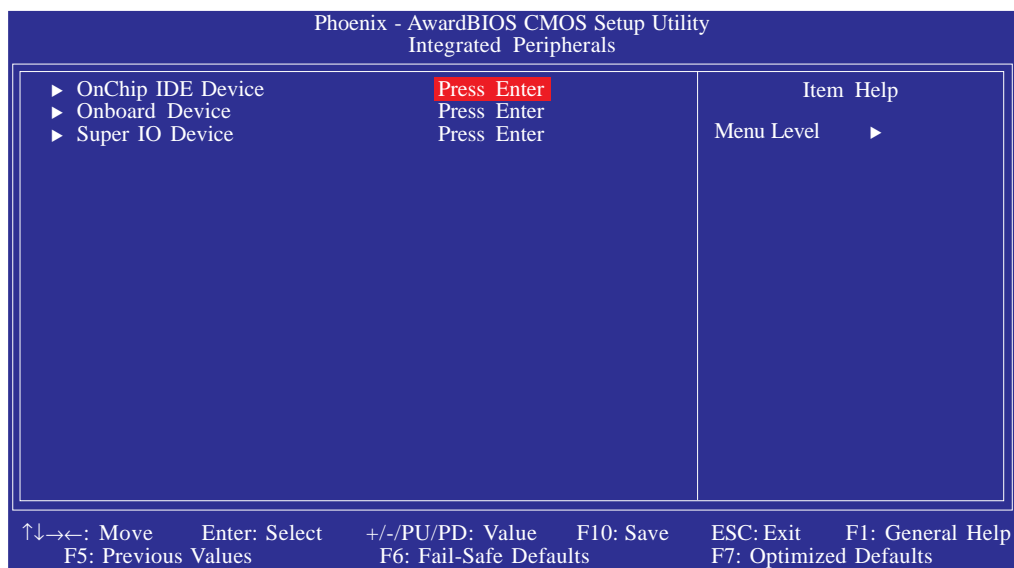 Phoenix - AwardBIOS CMOS Setup Utility
Integrated Peripherals
▶ OnChip IDE Device Press Enter
▶ Onboard Device Press Enter
▶ Super IO Device Press Enter
Item Help
Menu Level ▶
↑↓→←: Move Enter: Select +/-/PU/PD: Value F10: Save ESC: Exit F1: General Help
F5: Previous Values F6: Fail-Safe Defaults F7: Optimized Defaults